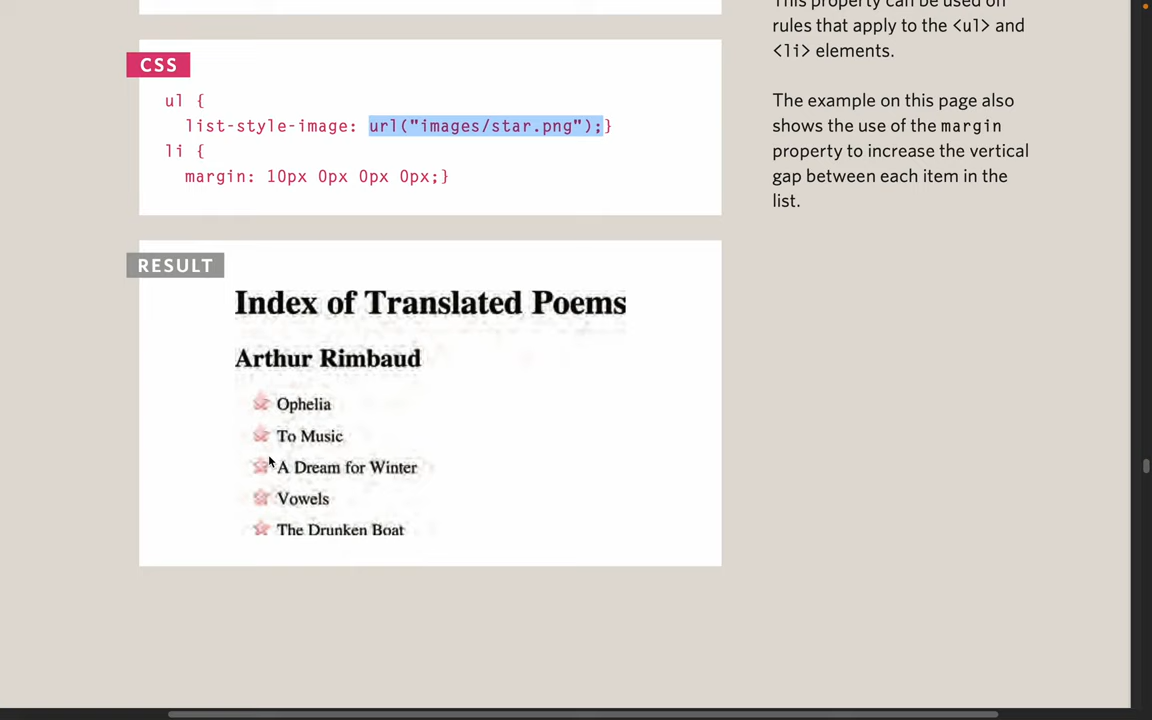 CSS
ul {
list-style-image: url("images/star.png");}
li {
margin: 10px 0px 0px 0px;}
RESULT
Index of Translated Poems
Arthur Rimbaud
Ophelia
To Music
A Dream for Winter
Vowels
The Drunken Boat
This property can be used on
rules that apply to the <ul> and
<li> elements.
The example on this page also
shows the use of the margin
property to increase the vertical
gap between each item in the
list.